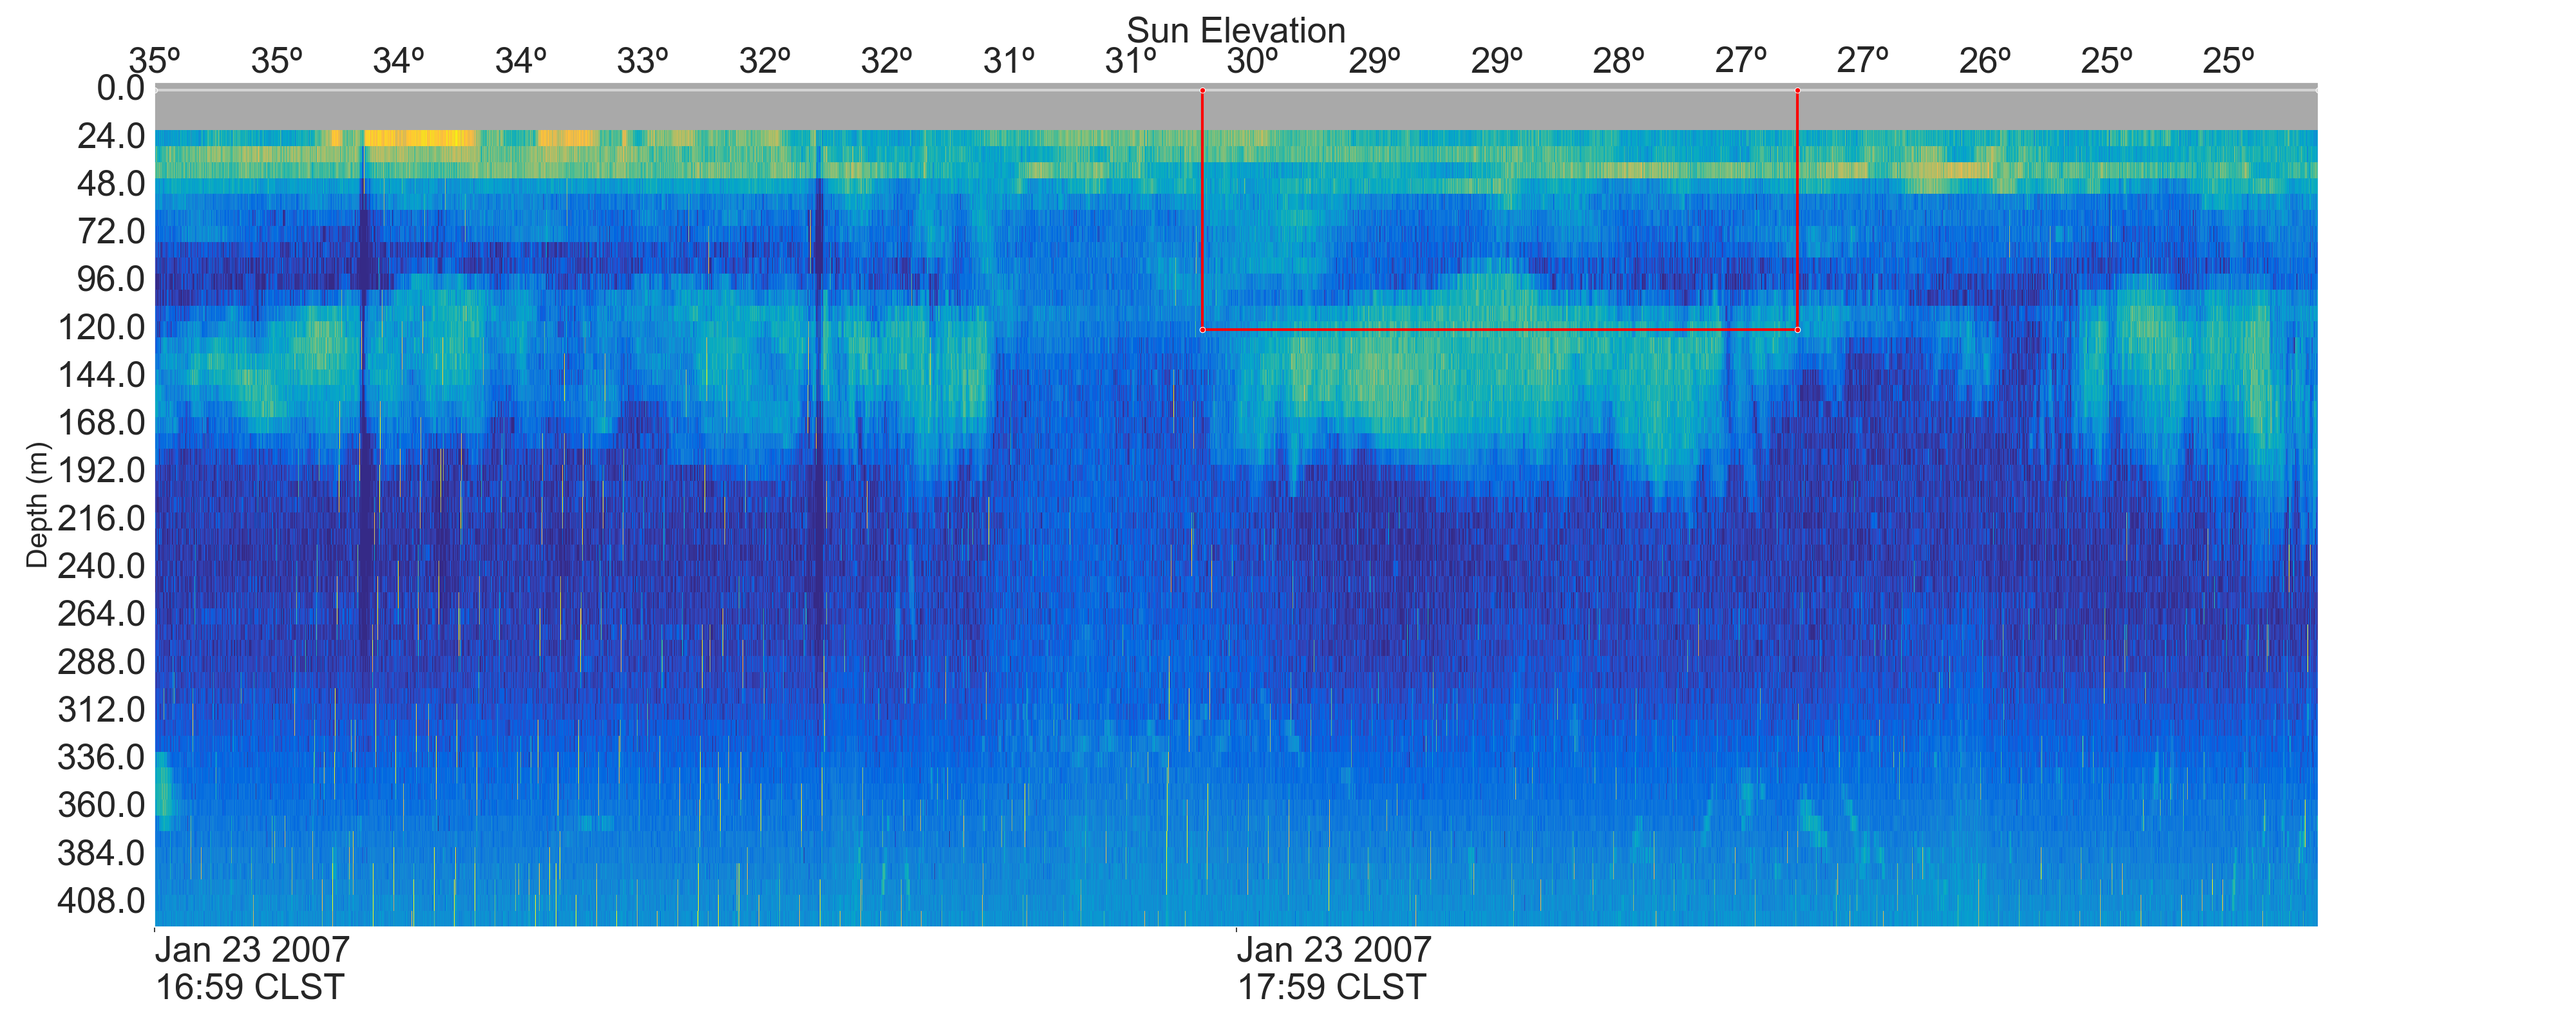 Sun Elevation
35º 35º 34º 34º 33º 32º 32º 31º 31º 30º 29º 29º 28º 27º 27º 26º 25º 25º
0.0
24.0
48.0
72.0
96.0
120.0
144.0
168.0
192.0
216.0
240.0
264.0
288.0
312.0
336.0
360.0
384.0
408.0
Depth (m)
Jan 23 2007
16:59 CLST
Jan 23 2007
17:59 CLST